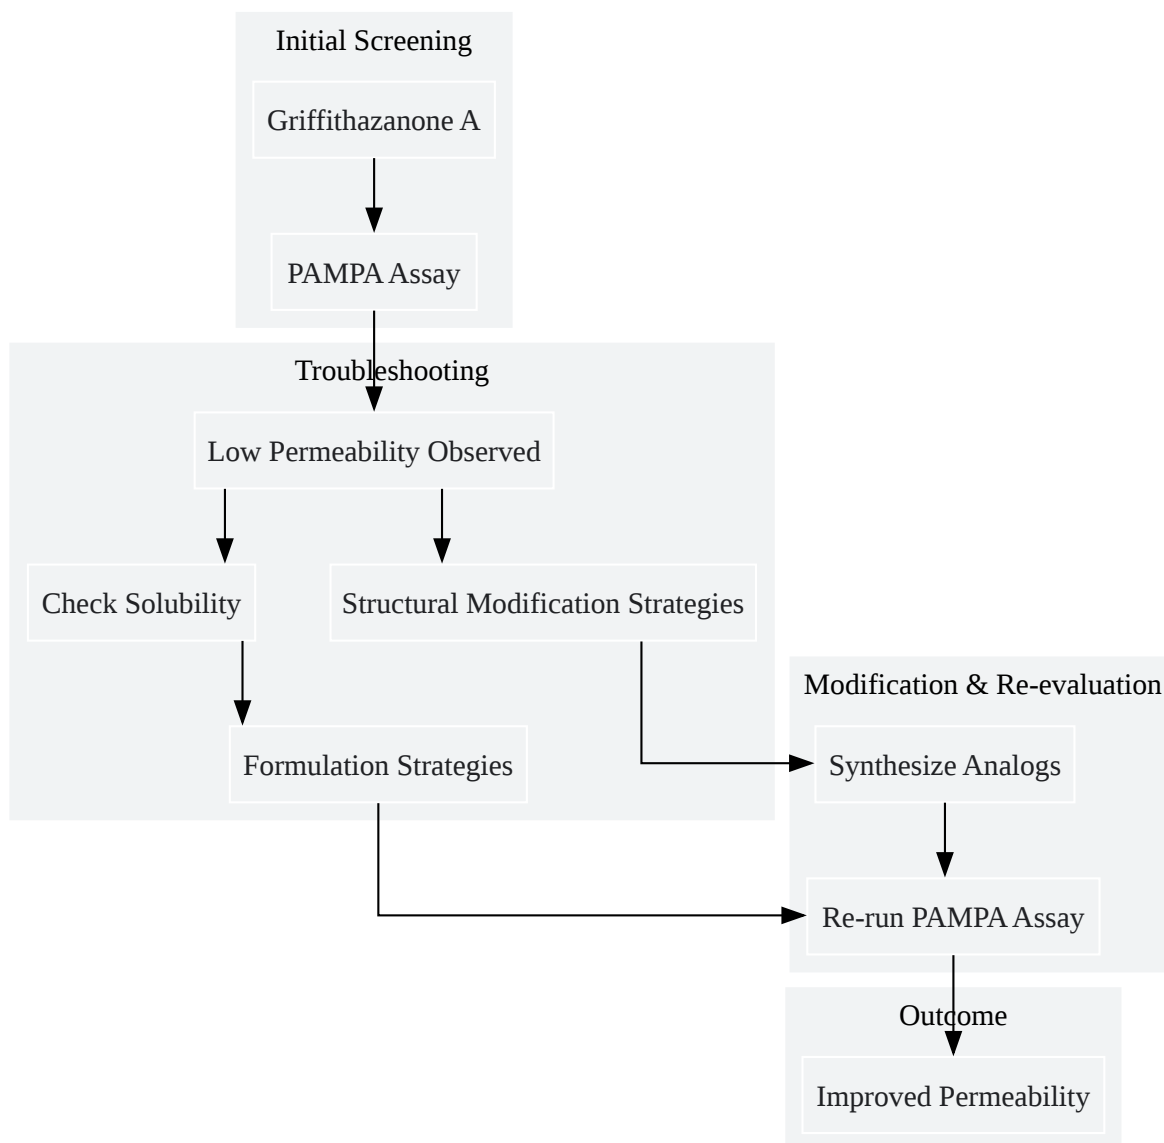 Initial Screening
Griffithazanone A
PAMPA Assay
Troubleshooting
Low Permeability Observed
Check Solubility
Structural Modification Strategies
Modification & Re-evaluation
Formulation Strategies
Synthesize Analogs
Re-run PAMPA Assay
Outcome
Improved Permeability